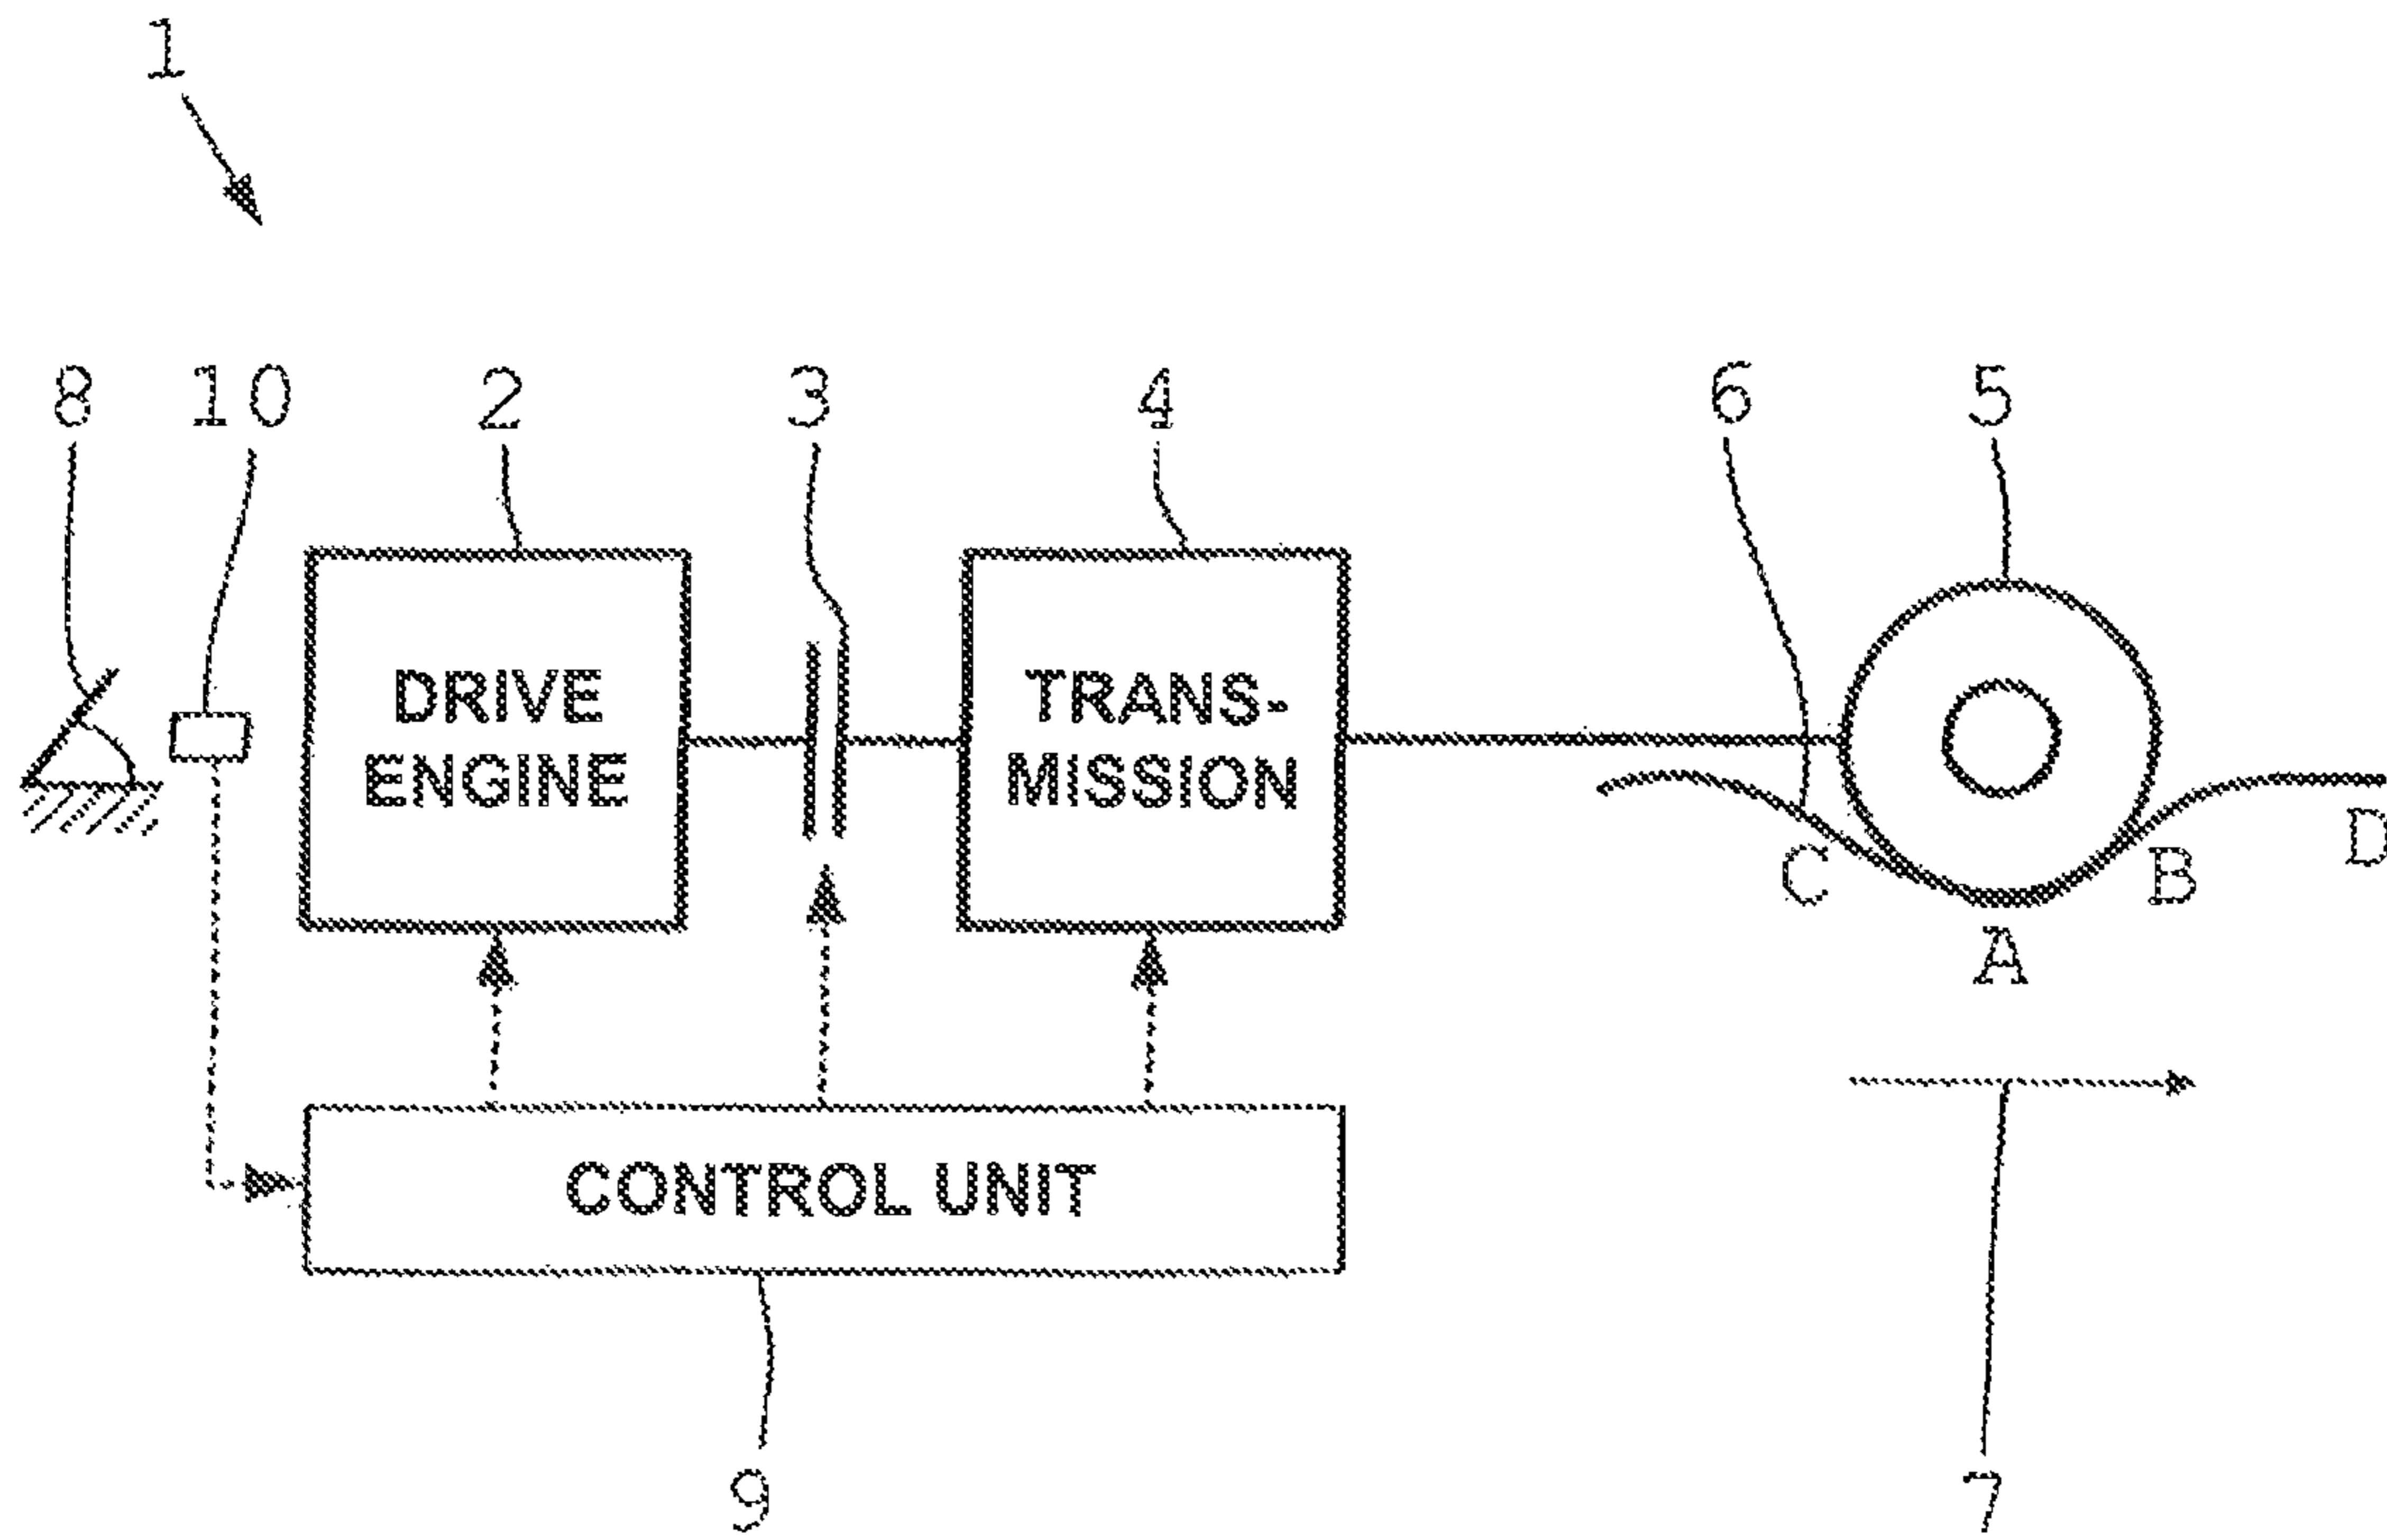 1
8 10 2 3 4 6 5
DRIVE
ENGINE
TRANS-
MISSION
C A B D
CONTROL UNIT
9 7